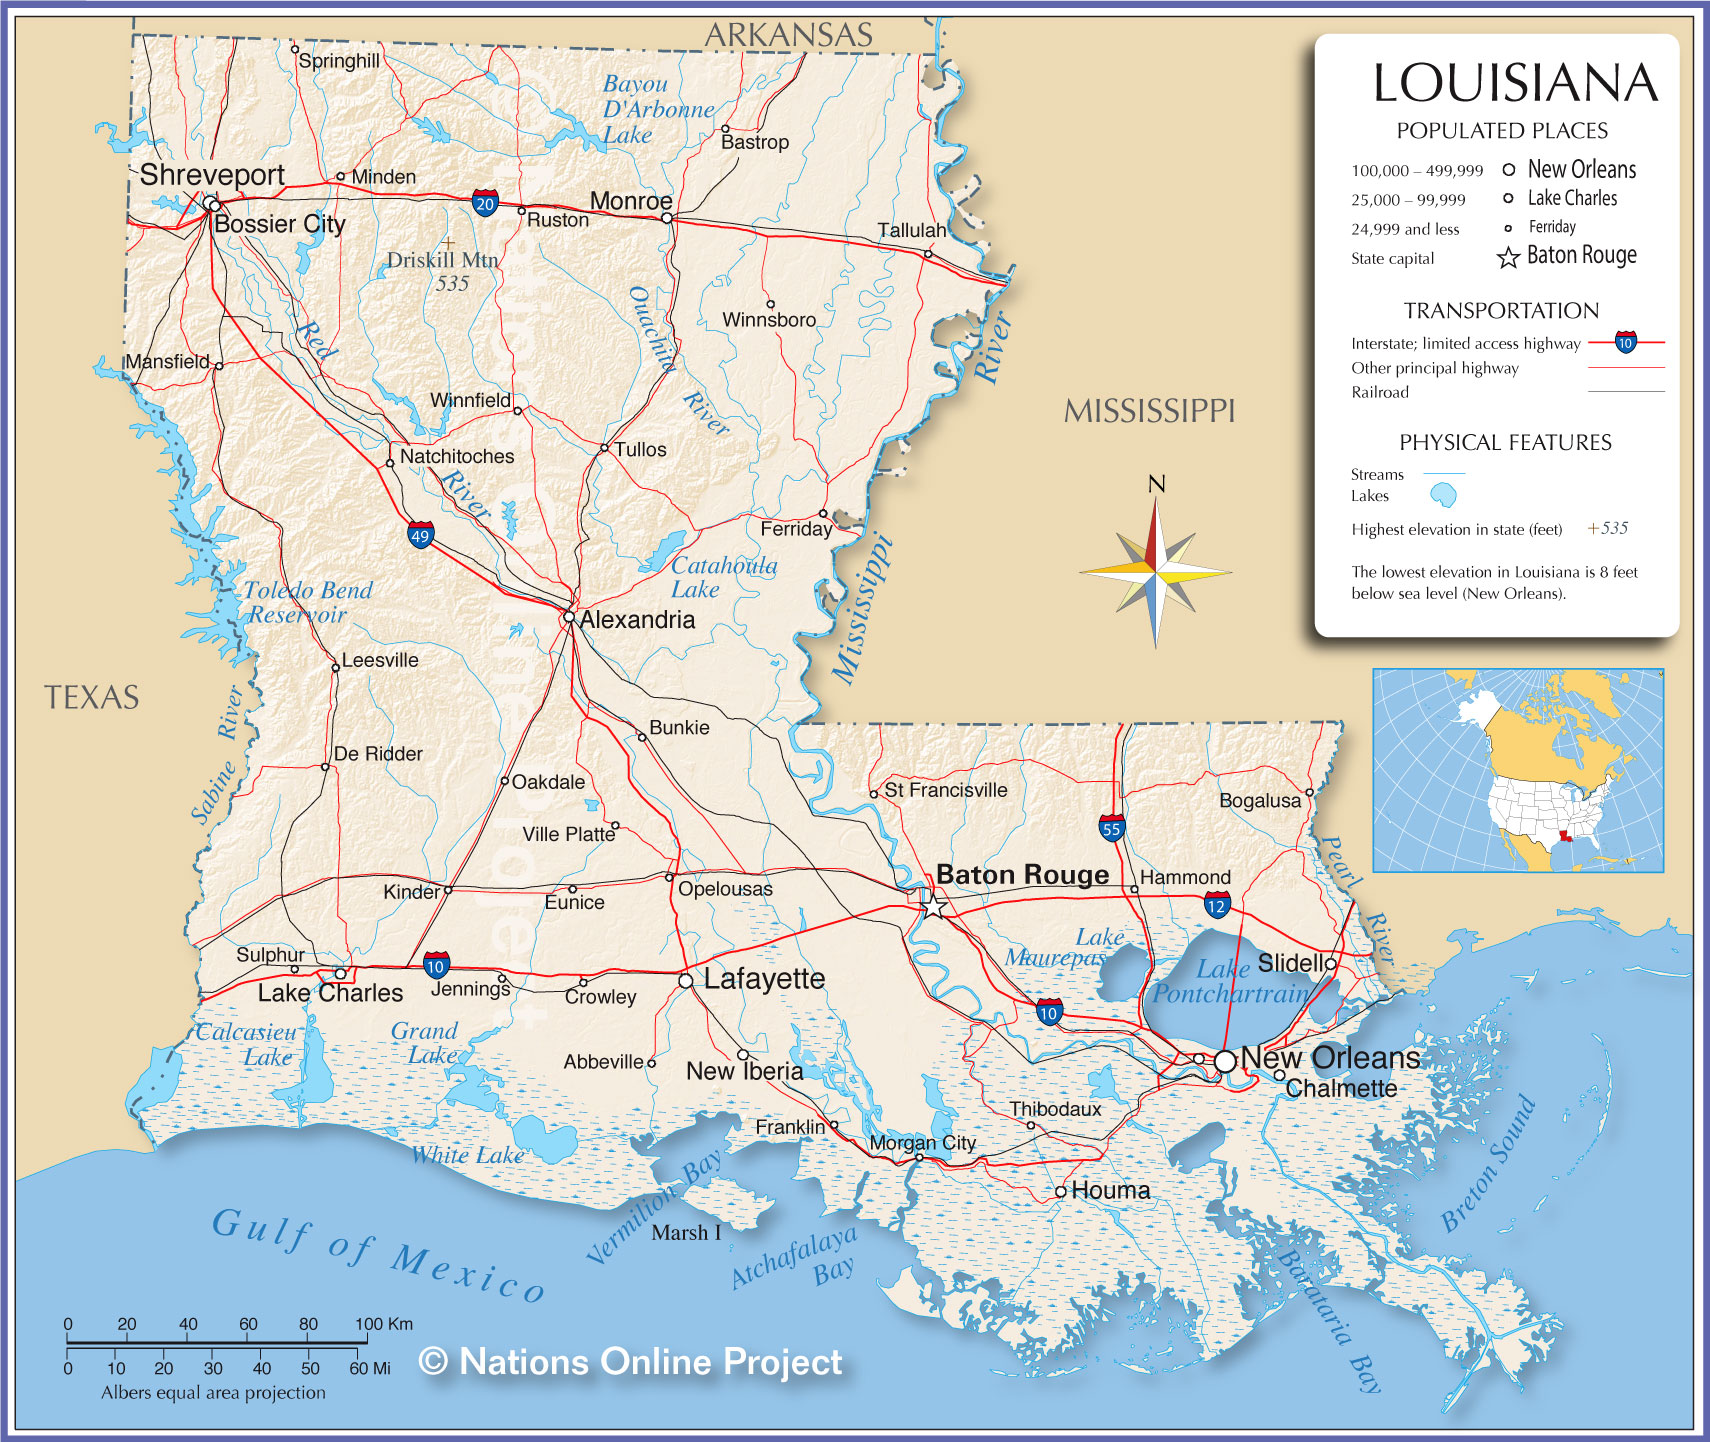 ARKANSAS
Springhill
Bayou
D'Arbonne
Lake
Bastrop
Shreveport
Minden
Bossier City
20
Ruston
Monroe
Tallulah
Driskill Mtn
535
Ouachita
River
Winnsboro
River
Red
Mansfield
Winnfield
Natchitoches
River
Tullos
49
Ferriday
Catahoula
Lake
Mississippi
MISSISSIPPI
N
Toledo Bend
Reservoir
Alexandria
Leesville
TEXAS
Sabine River
Bunkie
De Ridder
Oakdale
Ville Platte
St Francisville
Bogalusa
55
Pearl
River
Kinder
Eunice
Opelousas
Baton Rouge
Hammond
12
Sulphur
Lake Charles
10
Jennings
Crowley
Lafayette
Lake
Maurepas
Lake
Pontchartrain
Slidell
10
Calcasieu
Lake
Grand
Lake
Abbeville
New Iberia
New Orleans
Chalmette
Thibodaux
Franklin
Morgan City
White Lake
Houma
Vermilion Bay
Marsh I
Atchafalaya
Bay
Barataria Bay
Breton Sound
Gulf of Mexico
0 20 40 60 80 100 Km
0 10 20 30 40 50 60 Mi
Albers equal area projection
© Nations Online Project
© Nations Online Project
LOUISIANA
POPULATED PLACES
100,000 – 499,999 New Orleans
25,000 – 99,999 Lake Charles
24,999 and less Ferriday
State capital Baton Rouge
TRANSPORTATION
Interstate; limited access highway 10
Other principal highway
Railroad
PHYSICAL FEATURES
Streams
Lakes
Highest elevation in state (feet) +535
The lowest elevation in Louisiana is 8 feet
below sea level (New Orleans).